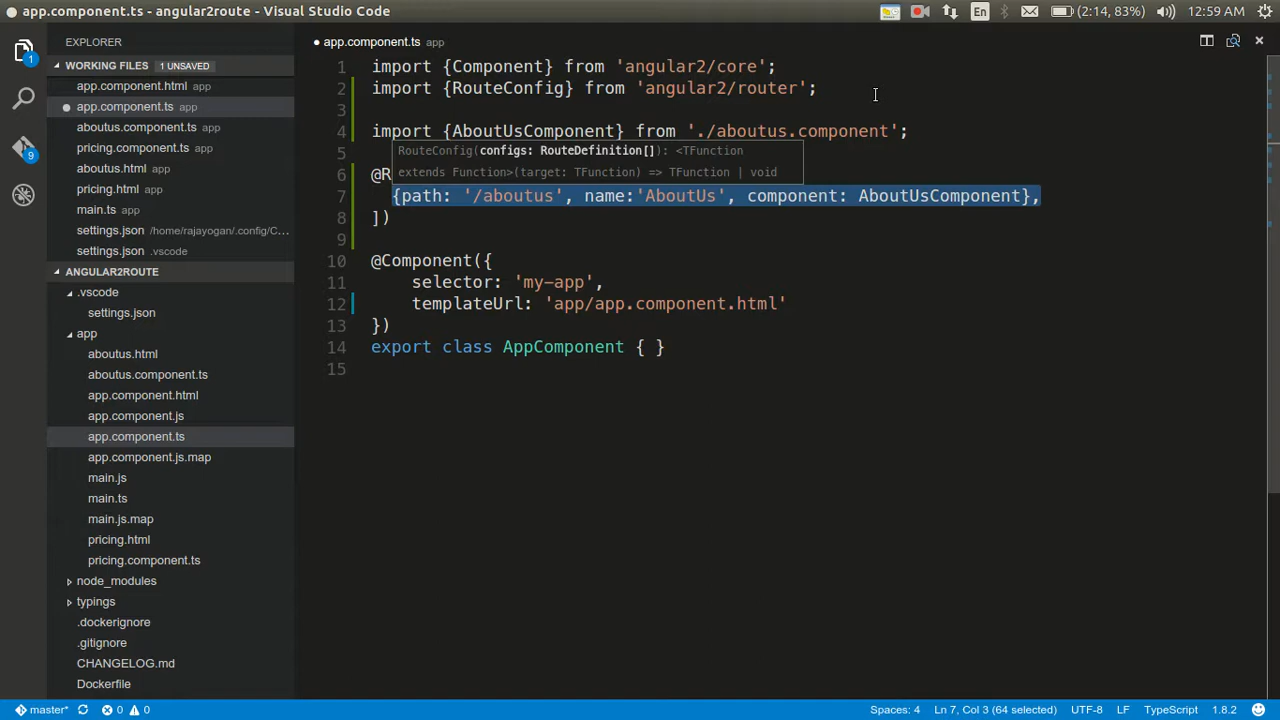 app.component.ts - angular2route - Visual Studio Code
En
(2:14, 83%)
12:59 AM
EXPLORER
WORKING FILES 1 UNSAVED
app.component.html app
app.component.ts app
aboutus.component.ts app
pricing.component.ts app
aboutus.html app
pricing.html app
main.ts app
settings.json /home/rajayogan/.config/C...
settings.json .vscode
ANGULAR2ROUTE
.vscode
settings.json
app
aboutus.html
aboutus.component.ts
app.component.html
app.component.js
app.component.ts
app.component.js.map
main.js
main.ts
main.js.map
pricing.html
pricing.component.ts
node_modules
typings
.dockerignore
.gitignore
CHANGELOG.md
Dockerfile
1
9
app.component.ts app
1 import {Component} from 'angular2/core';
2 import {RouteConfig} from 'angular2/router';
3
4 import {AboutUsComponent} from './aboutus.component';
5
RouteConfig(configs: RouteDefinition[]): <TFunction
extends Function>(target: TFunction) => TFunction | void
6 @R
7 {path: '/aboutus', name:'AboutUs', component: AboutUsComponent},
8 ])
9
10 @Component({
11 selector: 'my-app',
12 templateUrl: 'app/app.component.html'
13 })
14 export class AppComponent { }
15
master* 0 0
Spaces: 4 Ln 7, Col 3 (64 selected) UTF-8 LF TypeScript 1.8.2